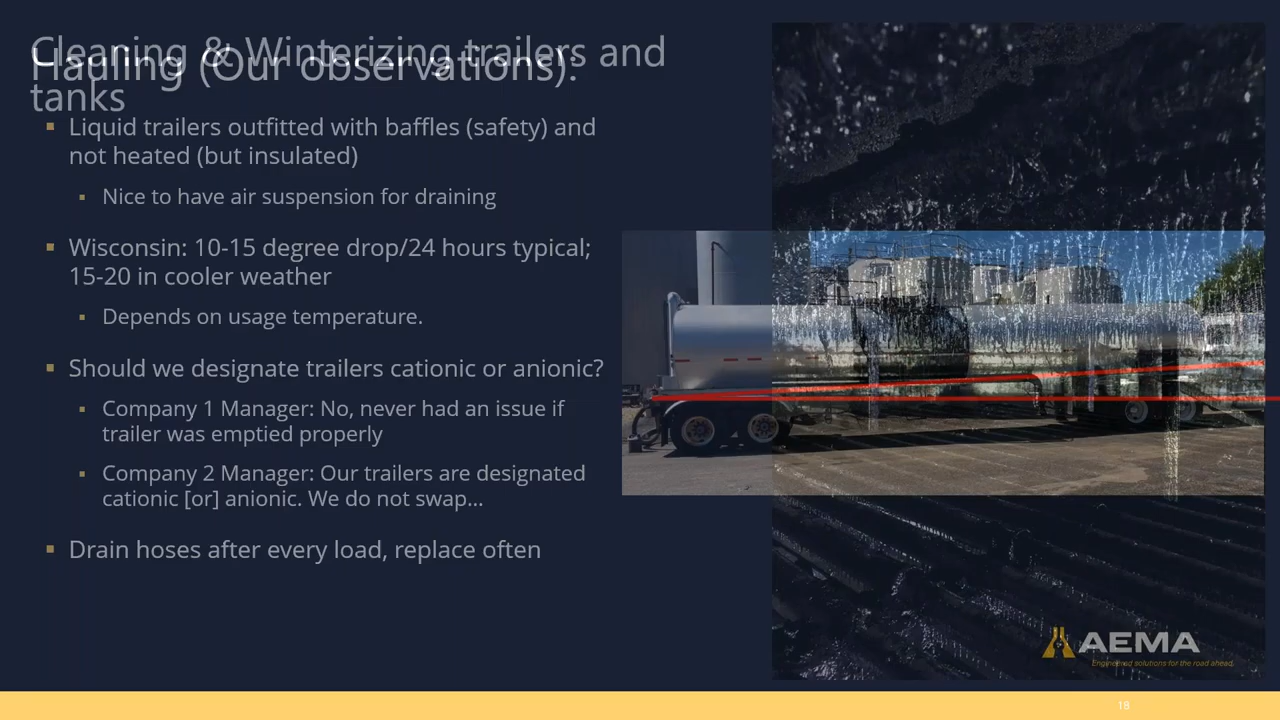 Cleaning & Winterizing trailers and
tanks
Hauling (Our observations):
Liquid trailers outfitted with baffles (safety) and
not heated (but insulated)
Nice to have air suspension for draining
Wisconsin: 10-15 degree drop/24 hours typical;
15-20 in cooler weather
Depends on usage temperature.
Should we designate trailers cationic or anionic?
Company 1 Manager: No, never had an issue if
trailer was emptied properly
Company 2 Manager: Our trailers are designated
cationic [or] anionic. We do not swap...
Drain hoses after every load, replace often
AEMA
Engineered solutions for the road ahead.
18